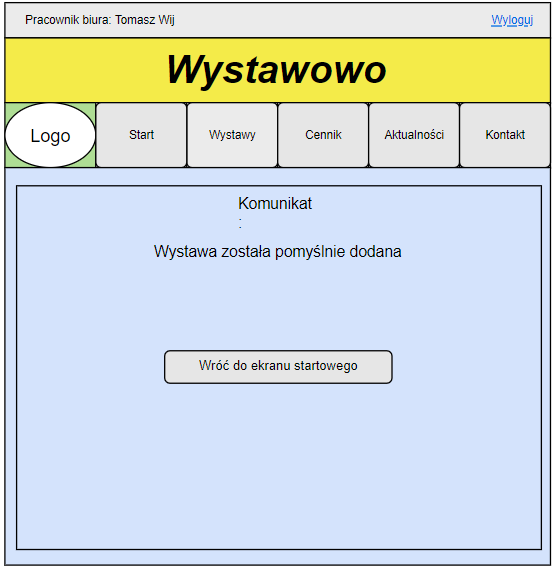 Pracownik biura: Tomasz Wij
Wyloguj
Wystawowo
Logo
Start
Wystawy
Cennik
Aktualności
Kontakt
Komunikat
:
Wystawa została pomyślnie dodana
Wróć do ekranu startowego